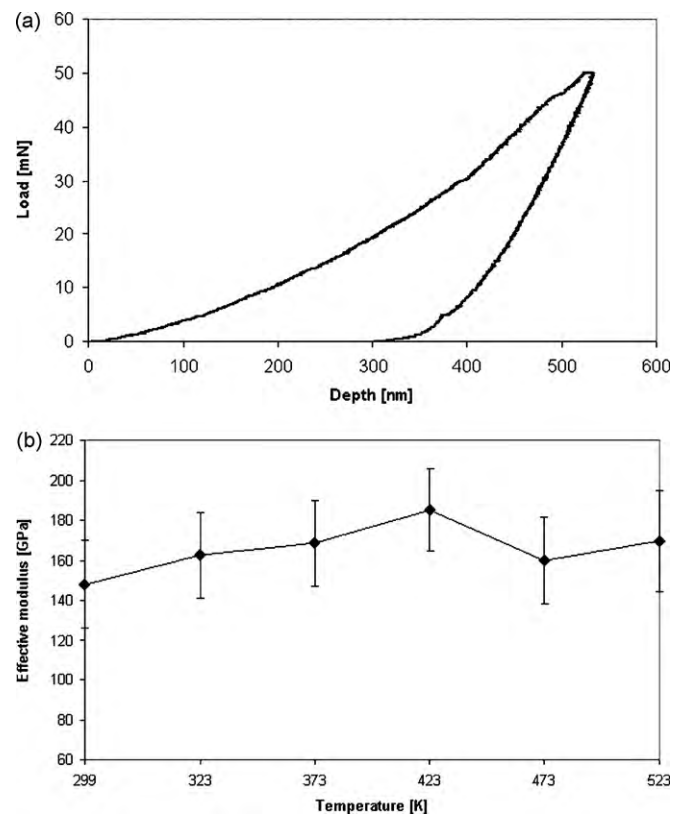 (a)
60
50
40
30
20
10
0
Load [mN]
0 100 200 300 400 500 600
Depth [nm]
(b)
220
200
180
160
140
120
100
80
60
Effective modulus [GPa]
299 323 373 423 473 523
Temperature [K]